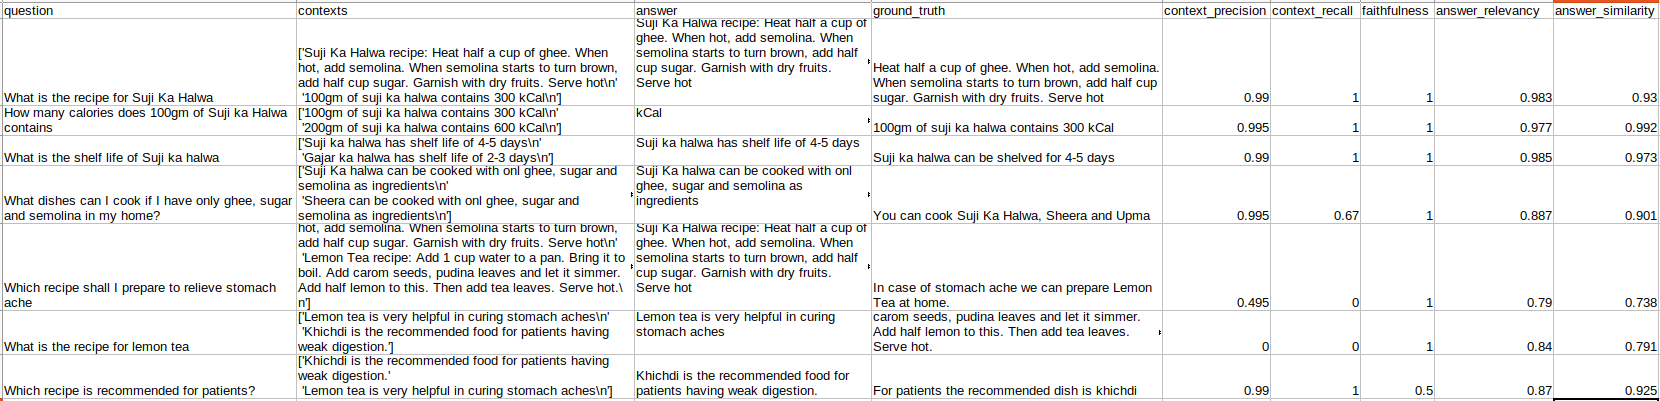 question contexts answer ground_truth context_precision context_recall faithfulness answer_relevancy answer_similarity
What is the recipe for Suji Ka Halwa
['Suji Ka Halwa recipe: Heat half a cup of ghee. When
hot, add semolina. When semolina starts to turn brown,
add half cup sugar. Garnish with dry fruits. Serve hot\n'
'100gm of suji ka halwa contains 300 kCal\n']
Suji Ka Halwa recipe: Heat half a cup of
ghee. When hot, add semolina. When
semolina starts to turn brown, add half
cup sugar. Garnish with dry fruits.
Serve hot
Heat half a cup of ghee. When hot, add semolina.
When semolina starts to turn brown, add half cup
sugar. Garnish with dry fruits. Serve hot
0.99 1 1 0.983 0.93
How many calories does 100gm of Suji ka Halwa
contains
['100gm of suji ka halwa contains 300 kCal\n'
'200gm of suji ka halwa contains 600 kCal\n']
kCal
100gm of suji ka halwa contains 300 kCal
0.995 1 1 0.977 0.992
What is the shelf life of Suji ka halwa
['Suji ka halwa has shelf life of 4-5 days\n'
'Gajar ka halwa has shelf life of 2-3 days\n']
Suji ka halwa has shelf life of 4-5 days
Suji ka halwa can be shelved for 4-5 days
0.99 1 1 0.985 0.973
What dishes can I cook if I have only ghee, sugar
and semolina in my home?
['Suji Ka halwa can be cooked with onl ghee, sugar and
semolina as ingredients\n'
'Sheera can be cooked with onl ghee, sugar and
semolina as ingredients\n']
Suji Ka halwa can be cooked with onl
ghee, sugar and semolina as
ingredients
You can cook Suji Ka Halwa, Sheera and Upma
0.995 0.67 1 0.887 0.901
Which recipe shall I prepare to relieve stomach
ache
hot, add semolina. When semolina starts to turn brown,
add half cup sugar. Garnish with dry fruits. Serve hot\n'
'Lemon Tea recipe: Add 1 cup water to a pan. Bring it to
boil. Add carom seeds, pudina leaves and let it simmer.
Add half lemon to this. Then add tea leaves. Serve hot.\
n']
Suji Ka Halwa recipe: Heat half a cup of
ghee. When hot, add semolina. When
semolina starts to turn brown, add half
cup sugar. Garnish with dry fruits.
Serve hot
In case of stomach ache we can prepare Lemon
Tea at home.
0.495 0 1 0.79 0.738
What is the recipe for lemon tea
['Lemon tea is very helpful in curing stomach aches\n'
'Khichdi is the recommended food for patients having
weak digestion.']
Lemon tea is very helpful in curing
stomach aches
carom seeds, pudina leaves and let it simmer.
Add half lemon to this. Then add tea leaves.
Serve hot.
0 0 1 0.84 0.791
Which recipe is recommended for patients?
['Khichdi is the recommended food for patients having
weak digestion.'
'Lemon tea is very helpful in curing stomach aches\n']
Khichdi is the recommended food for
patients having weak digestion.
For patients the recommended dish is khichdi
0.99 1 0.5 0.87 0.925